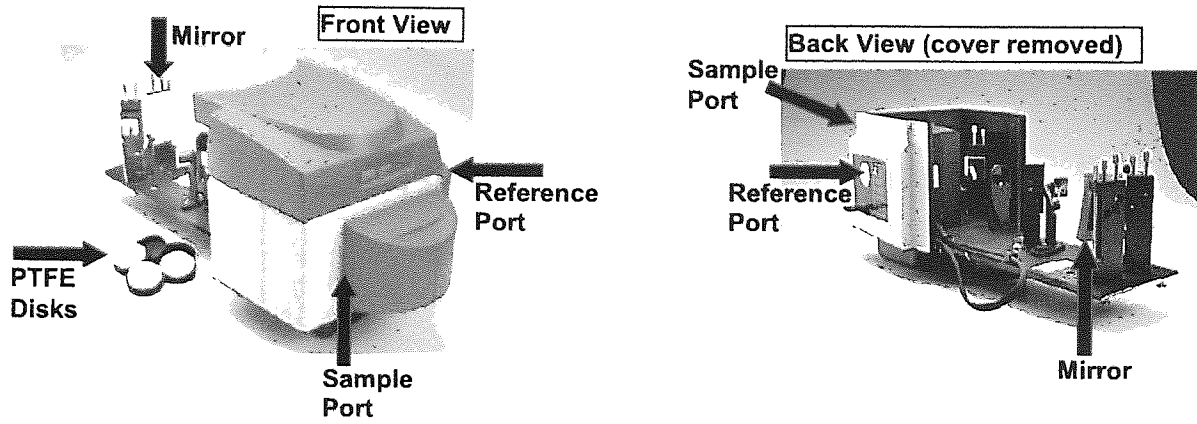 Front View
Mirror
Reference
Port
PTFE
Disks
Sample
Port
Back View (cover removed)
Sample
Port
Reference
Port
Mirror